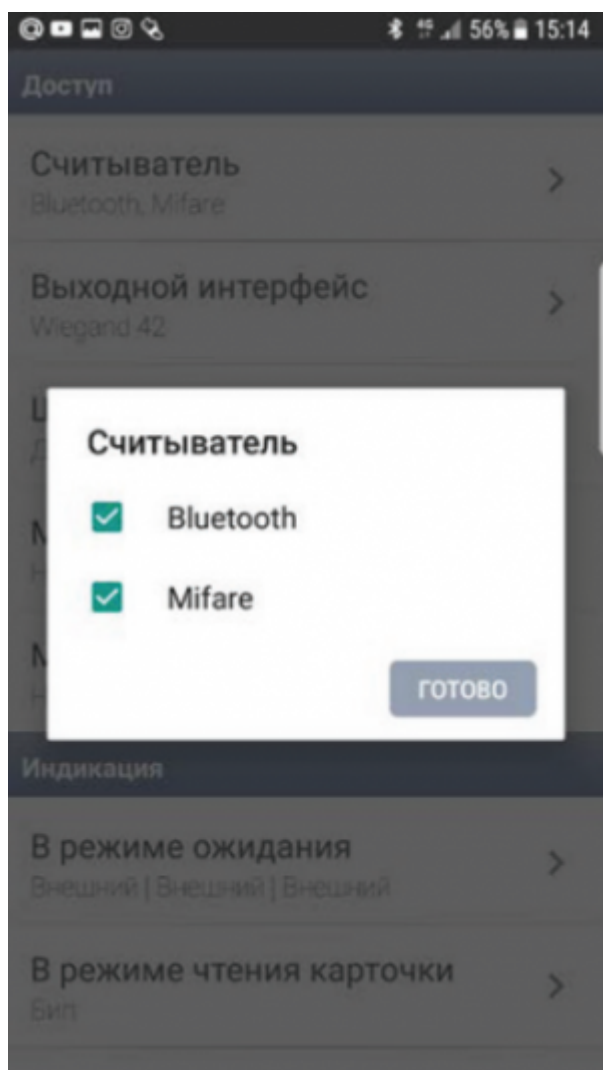 56% 15:14
Доступ
Считыватель
Bluetooth, Mifare
Выходной интерфейс
Wiegand 42
Считыватель
Bluetooth
Mifare
ГОТОВО
Индикация
В режиме ожидания
Внешний | Внешний | Внешний
В режиме чтения карточки
Бип